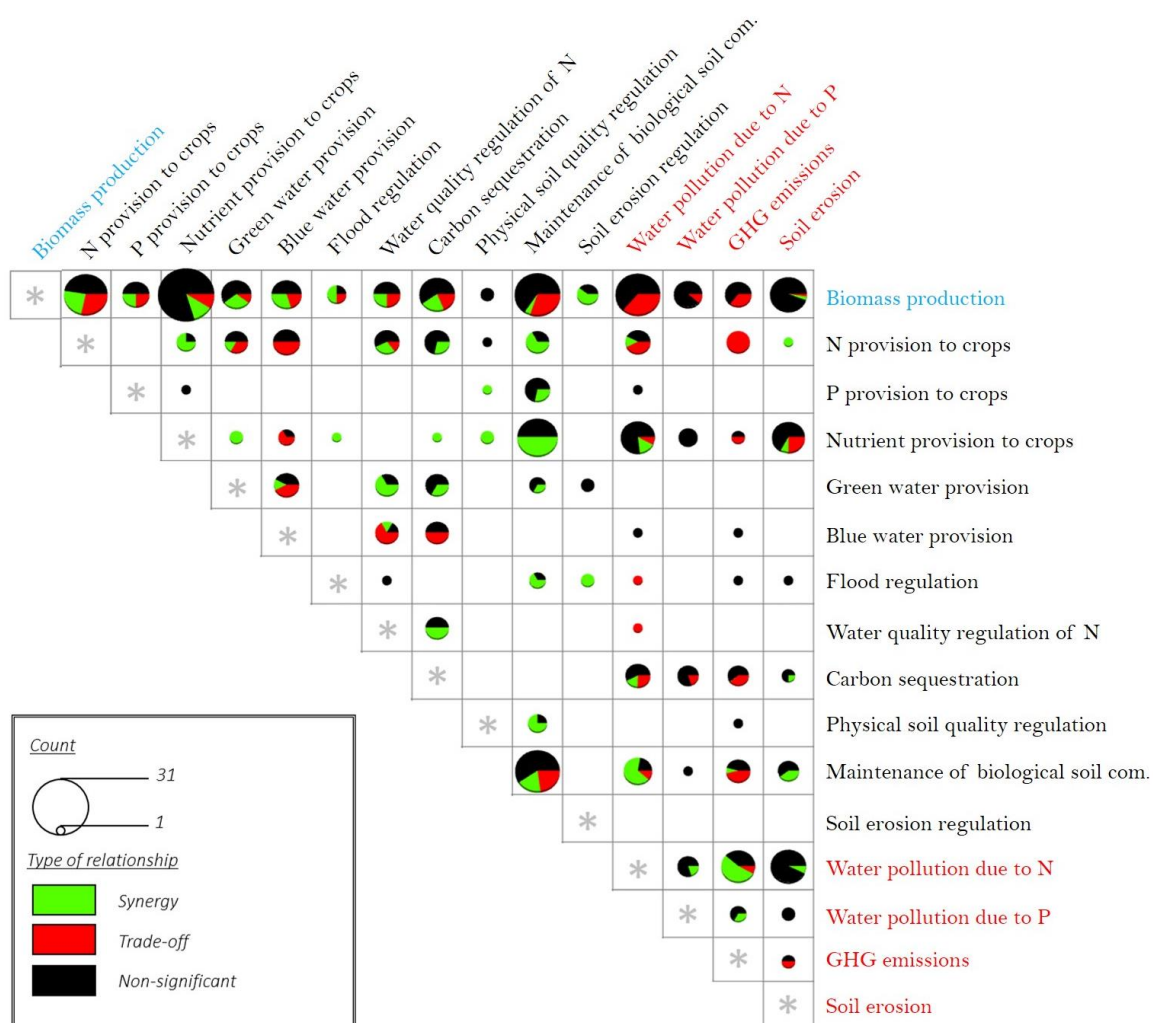 Biomass production
N provision to crops
P provision to crops
Nutrient provision to crops
Green water provision
Blue water provision
Flood regulation
Water quality regulation of N
Carbon sequestration
Physical soil quality regulation
Maintenance of biological soil com.
Soil erosion regulation
Water pollution due to N
Water pollution due to P
GHG emissions
Soil erosion
* Biomass production
* N provision to crops
* P provision to crops
* Nutrient provision to crops
* Green water provision
* Blue water provision
* Flood regulation
* Water quality regulation of N
* Carbon sequestration
* Physical soil quality regulation
Maintenance of biological soil com.
* Soil erosion regulation
* Water pollution due to N
* Water pollution due to P
* GHG emissions
* Soil erosion
Count
31
1
Type of relationship
Synergy
Trade-off
Non-significant